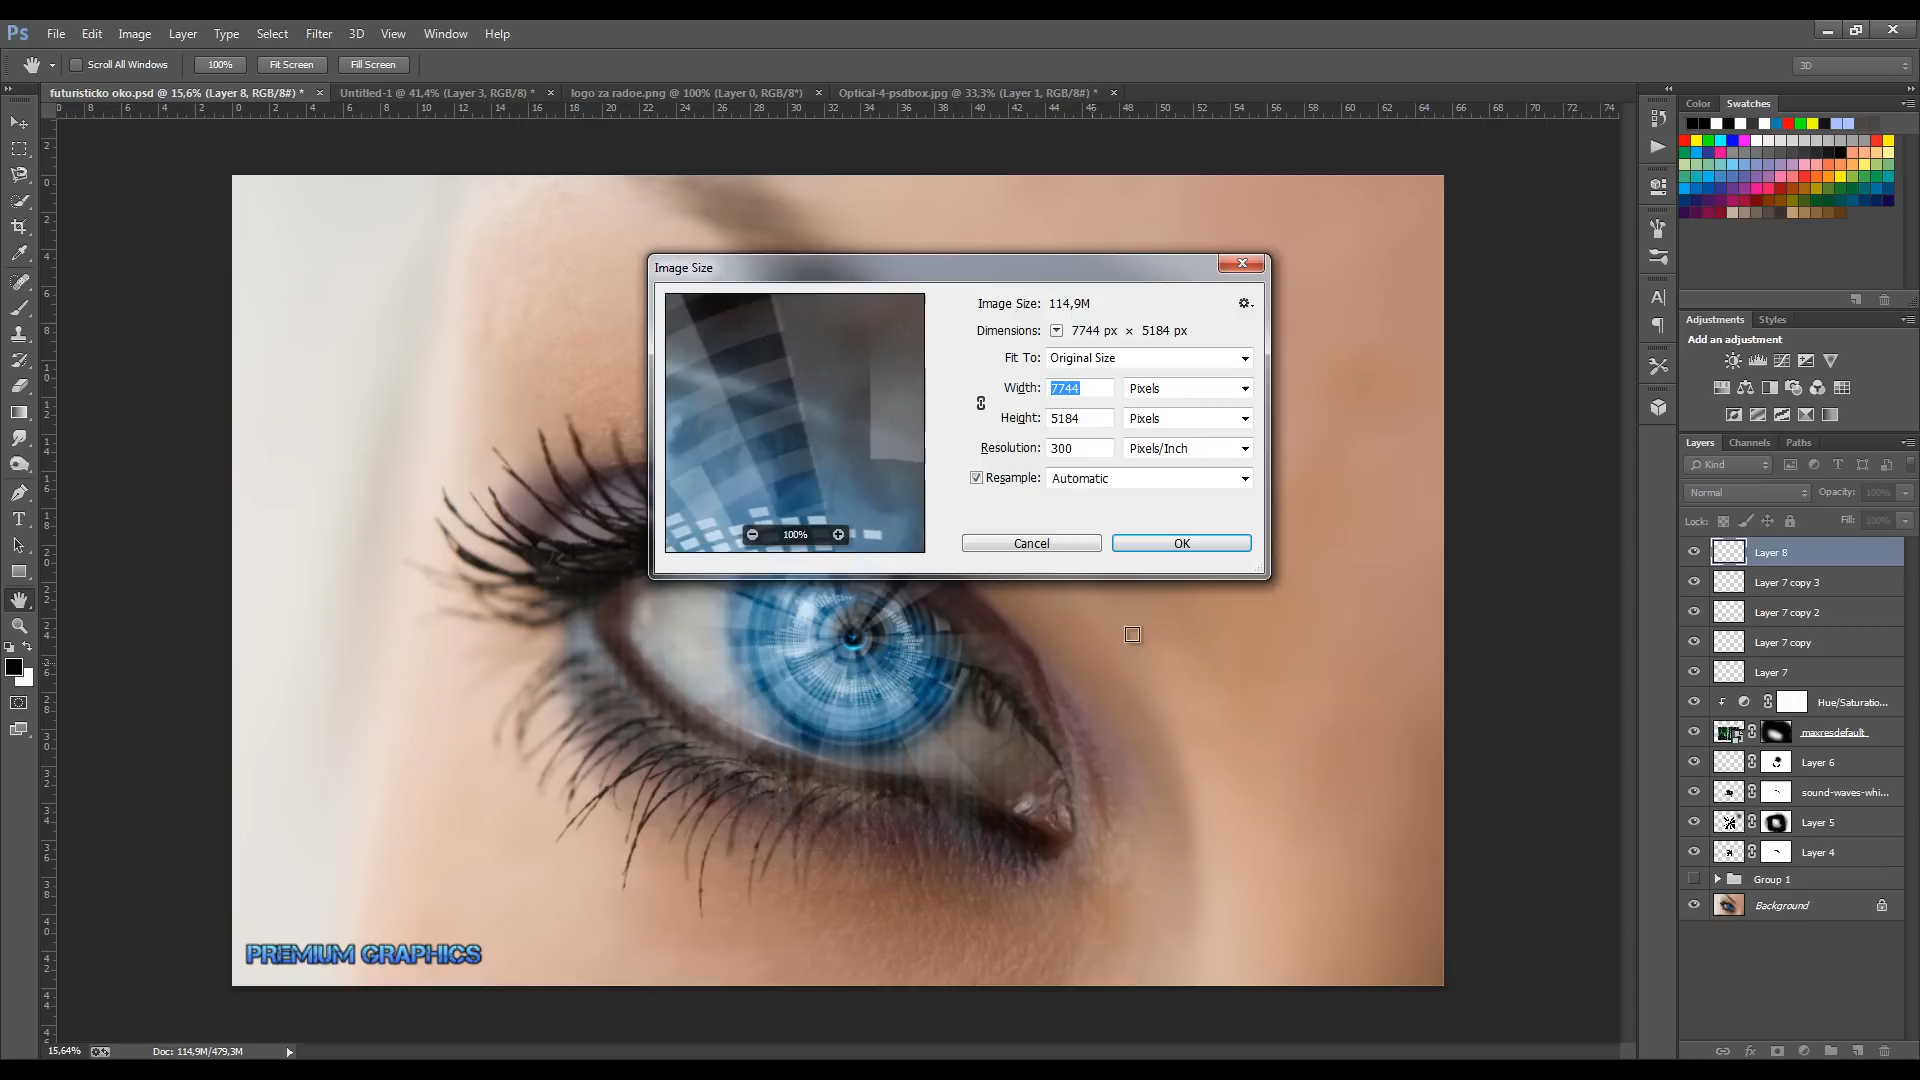 Ps File Edit Image Layer Type Select Filter 3D View Window Help
Scroll All Windows 100% Fit Screen Fill Screen 3D
futuristicko oko.psd @ 15,6% (Layer 8, RGB/8#) * Untitled-1 @ 41,4% (Layer 3, RGB/8) * logo za radoe.png @ 100% (Layer 0, RGB/8*) Optical-4-psdbox.jpg @ 33,3% (Layer 1, RGB/8#) *
Color Swatches
Image Size
Image Size: 114,9M
Dimensions: 7744 px × 5184 px
Fit To: Original Size
Width: 7744 Pixels
Height: 5184 Pixels
Resolution: 300 Pixels/Inch
Resample: Automatic
100%
Cancel OK
Adjustments Styles
Add an adjustment
Layers Channels Paths
Kind
Normal Opacity: 100%
Lock: Fill: 100%
Layer 8
Layer 7 copy 3
Layer 7 copy 2
Layer 7 copy
Layer 7
Hue/Saturatio...
maxresdefault
Layer 6
sound-waves-whi...
Layer 5
Layer 4
Group 1
Background
PREMIUM GRAPHICS
15,64% Doc: 114,9M/479,3M